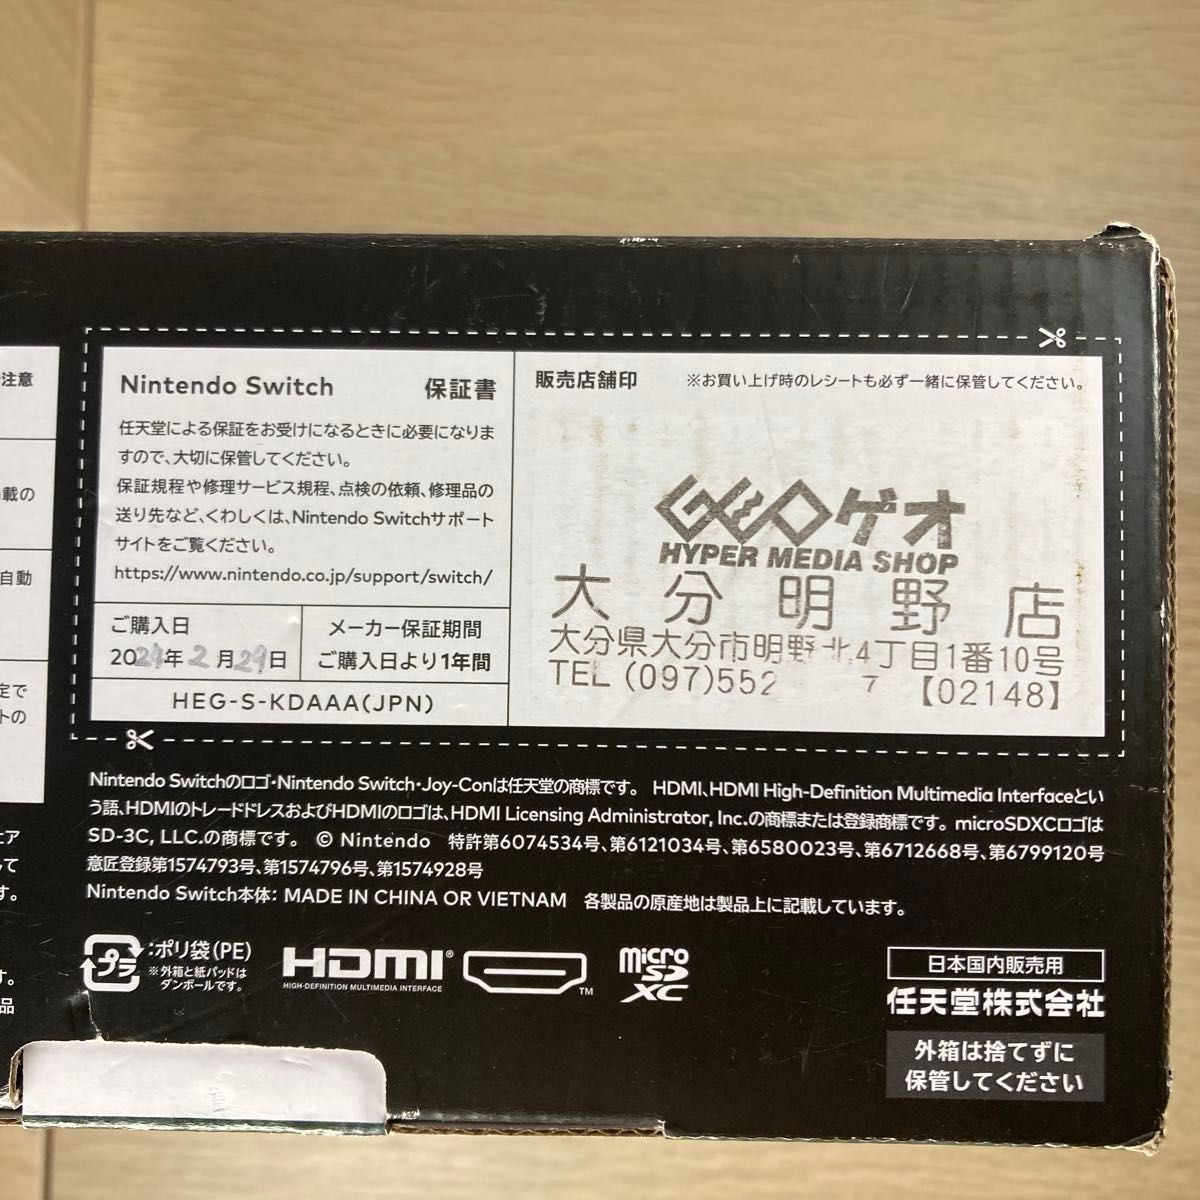 注意
載の
自動
定で
トの
Nintendo Switch 保証書
任天堂による保証をお受けになるときに必要になりま
すので、大切に保管してください。
保証規程や修理サービス規程、点検の依頼、修理品の
送り先など、くわしくは、Nintendo Switchサポート
サイトをご覧ください。
https://www.nintendo.co.jp/support/switch/
ご購入日
2024年2月29日
メーカー保証期間
ご購入日より1年間
HEG-S-KDAAA(JPN)
販売店舗印 ※お買い上げ時のレシートも必ず一緒に保管してください。
GEOゲオ
HYPER MEDIA SHOP
大分明野店
大分県大分市明野北4丁目1番10号
TEL (097)552 7 【02148】
Nintendo Switchのロゴ・Nintendo Switch・Joy-Conは任天堂の商標です。 HDMI、HDMI High-Definition Multimedia Interfaceとい
う語、HDMIのトレードドレスおよびHDMIのロゴは、HDMI Licensing Administrator, Inc.の商標または登録商標です。microSDXCロゴは
SD-3C, LLC.の商標です。 © Nintendo 特許第6074534号、第6121034号、第6580023号、第6712668号、第6799120号
意匠登録第1574793号、第1574796号、第1574928号
Nintendo Switch本体: MADE IN CHINA OR VIETNAM 各製品の原産地は製品上に記載しています。
ェア
って
す。
す。
品
プラ
:ポリ袋(PE)
※外箱と紙パッドは
ダンボールです。
HDMI®
HIGH-DEFINITION MULTIMEDIA INTERFACE
TM
micro
SD
XC
日本国内販売用
任天堂株式会社
外箱は捨てずに
保管してください